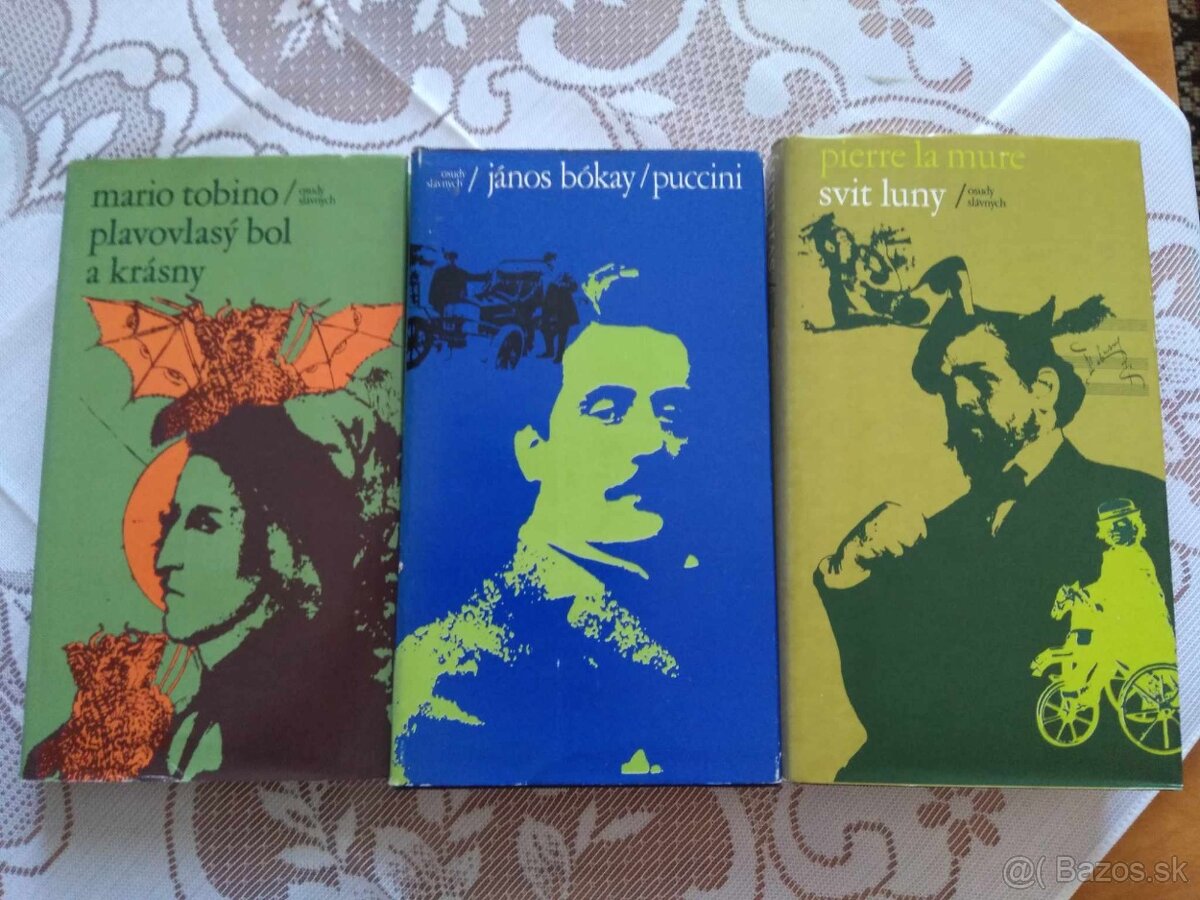 mario tobino / osudy slávnych
plavovlasý bol
a krásny
osudy slávnych / jános bókay / puccini
pierre la mure
svit luny / osudy slávnych
@( Bazos.sk